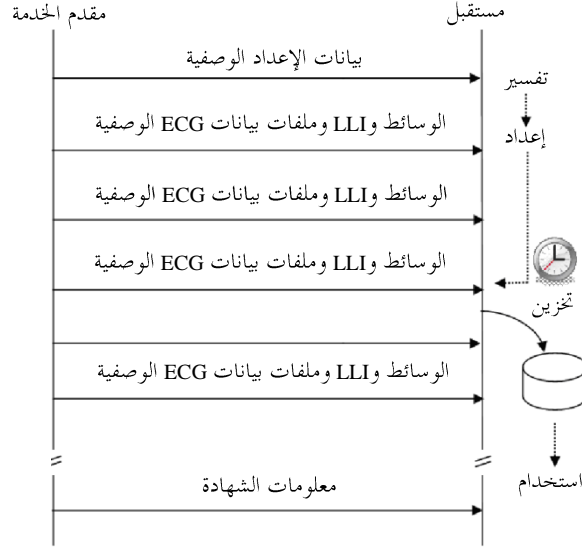 مقدم الخدمة
مستقبل
بيانات الإعداد الوصفية
تفسير
الوسائط وLLI وملفات بيانات ECG الوصفية
إعداد
الوسائط وLLI وملفات بيانات ECG الوصفية
الوسائط وLLI وملفات بيانات ECG الوصفية
تخزين
الوسائط وLLI وملفات بيانات ECG الوصفية
استخدام
معلومات الشهادة